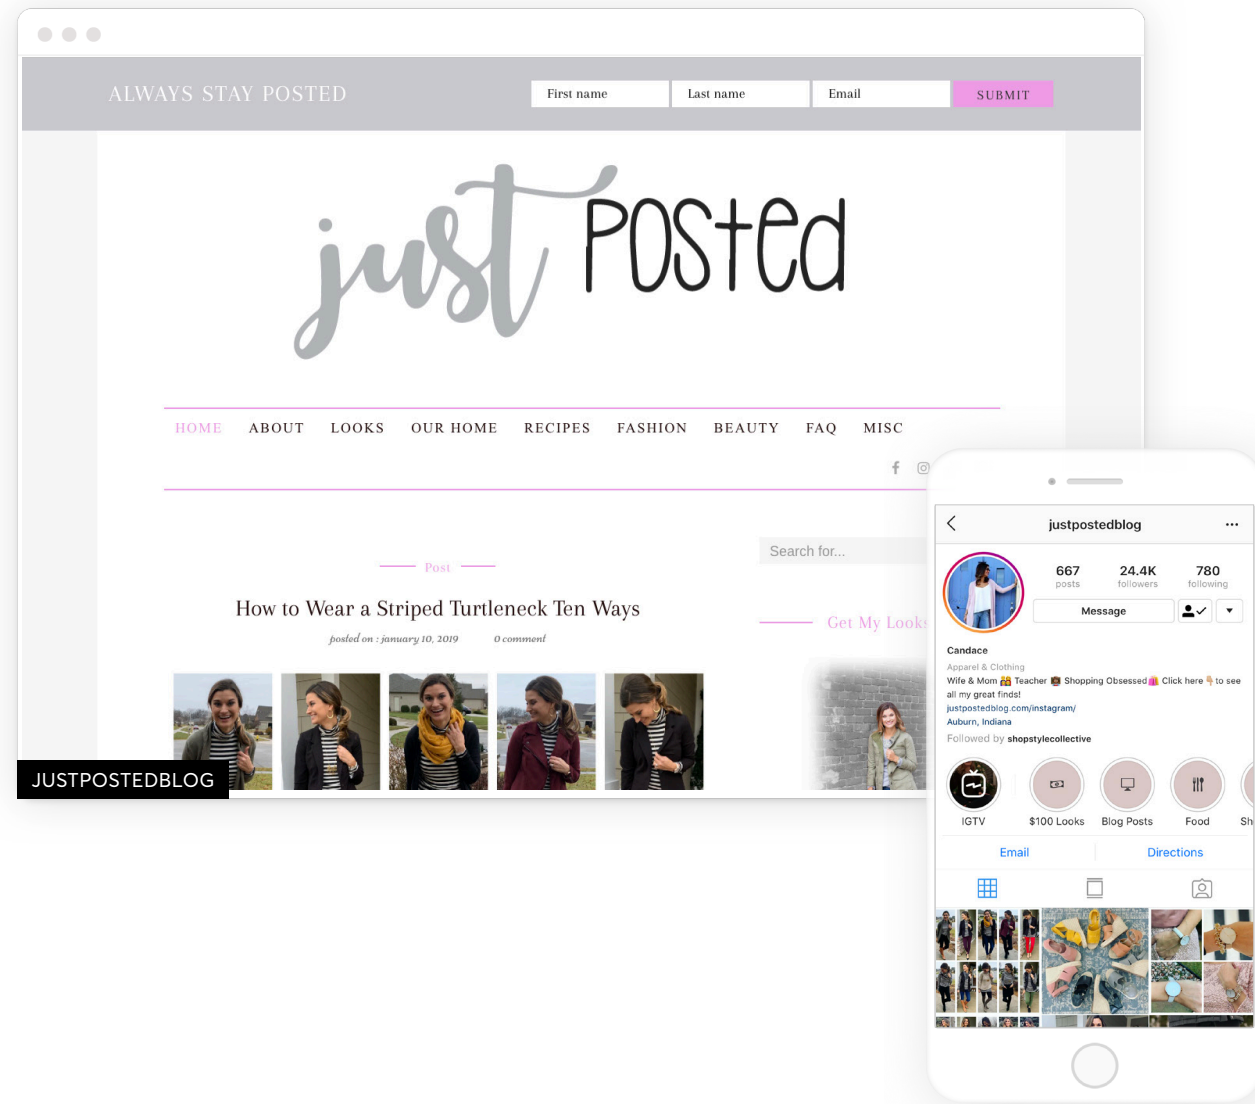 ALWAYS STAY POSTED
First name
Last name
Email
SUBMIT
just POSTed
HOME ABOUT LOOKS OUR HOME RECIPES FASHION BEAUTY FAQ MISC
Search for...
Post
How to Wear a Striped Turtleneck Ten Ways
posted on : january 10, 2019 0 comment
Get My Looks
JUSTPOSTEDBLOG
justpostedblog
667 24.4K 780
posts followers following
Message
Candace
Apparel & Clothing
Wife & Mom 👫 Teacher 👩🏽‍🏫 Shopping Obsessed🛍 Click here 👇🏼 to see
all my great finds!
justpostedblog.com/instagram/
Auburn, Indiana
Followed by shopstylecollective
IGTV $100 Looks Blog Posts Food Sh
Email Directions